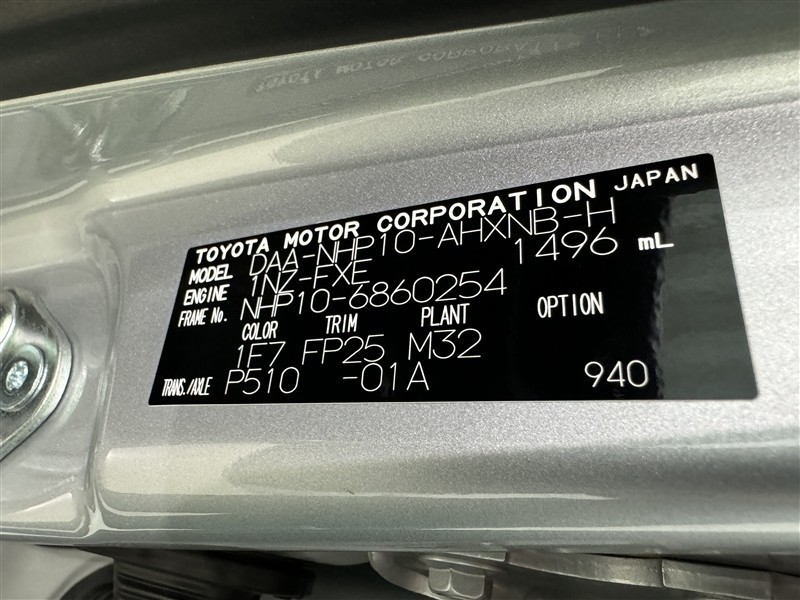 TOYOTA MOTOR CORPORATION JAPAN
MODEL DAA-NHP10-AHXNB-H
ENGINE 1NZ-FXE 1496 mL
FRAME No. NHP10-6860254
COLOR TRIM PLANT OPTION
1F7 FP25 M32
TRANS./AXLE P510 -01A 940